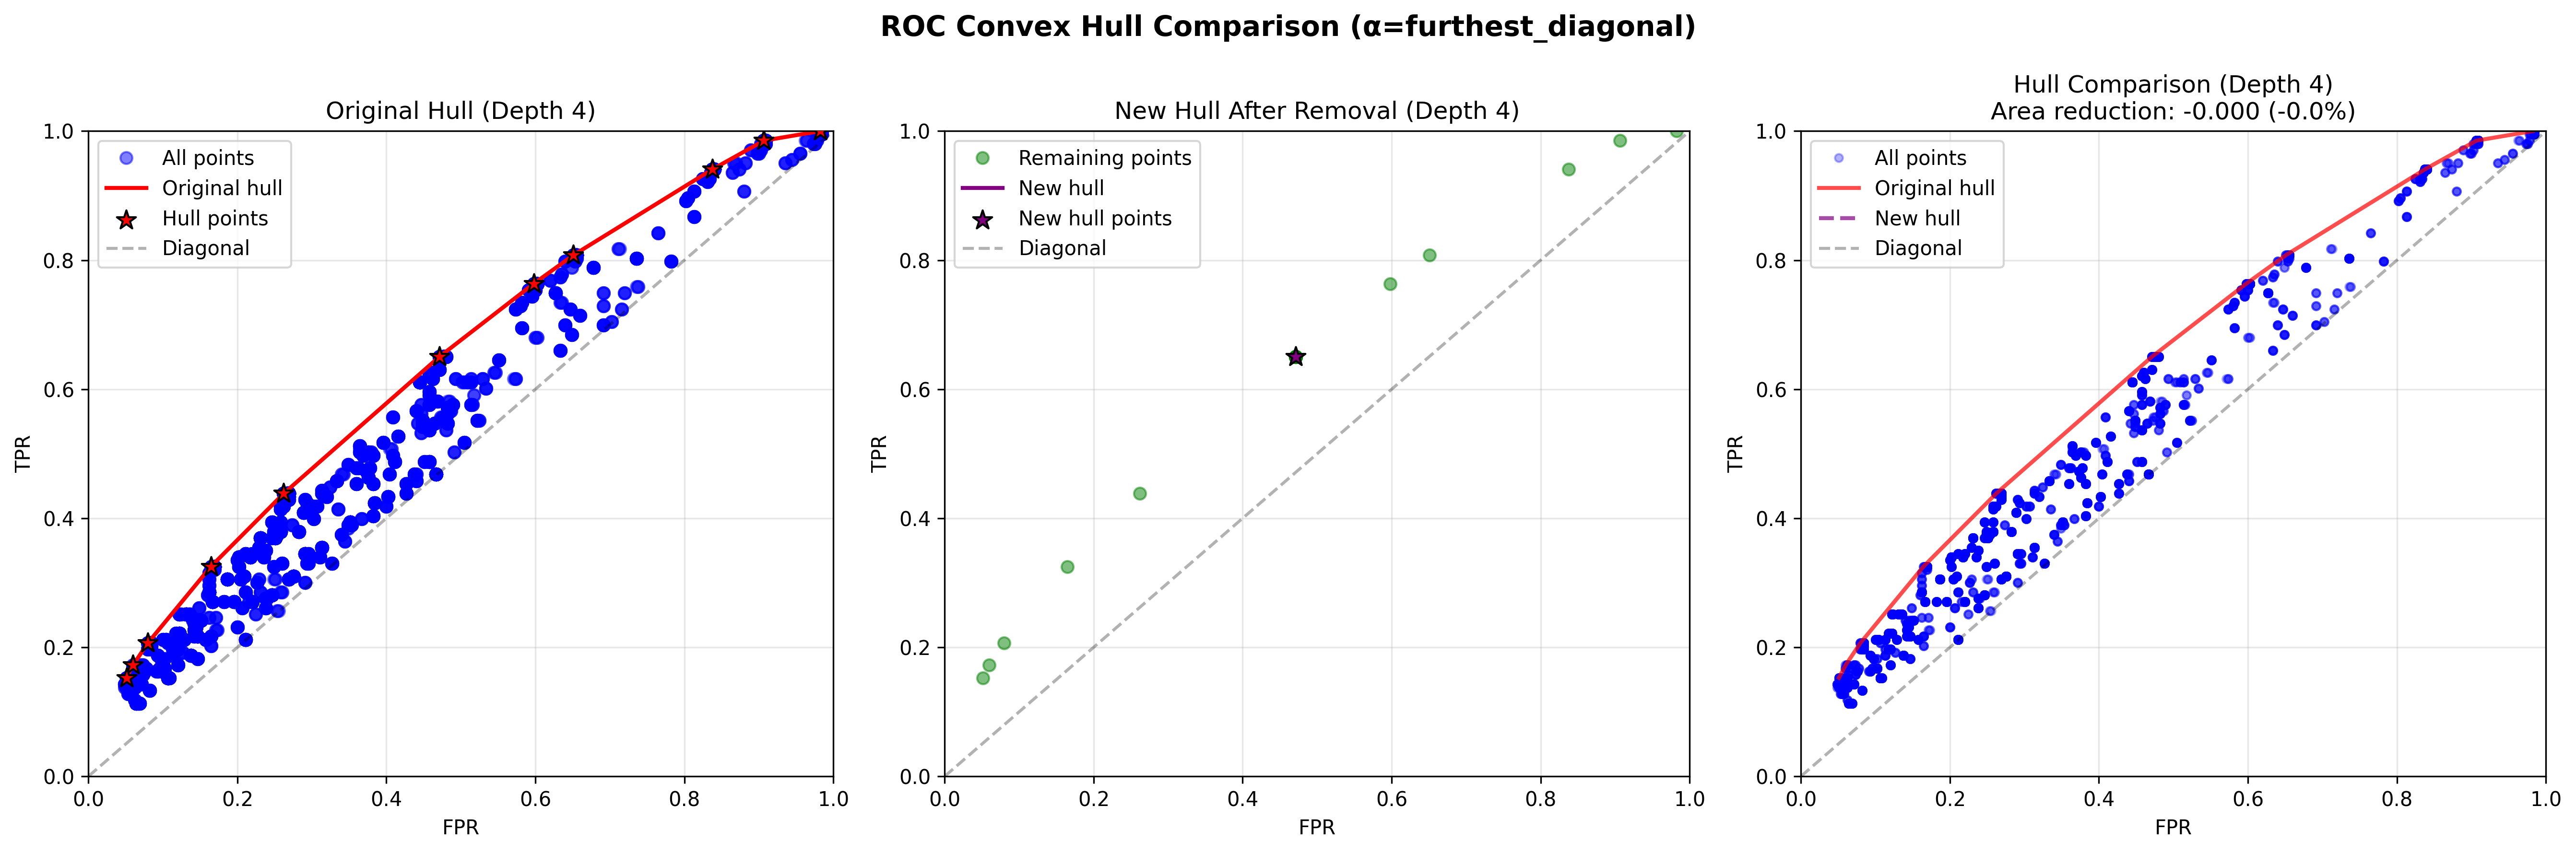 ROC Convex Hull Comparison (α=furthest_diagonal)
Original Hull (Depth 4)
All points
Original hull
Hull points
Diagonal
TPR
1.0
0.8
0.6
0.4
0.2
0.0
0.0 0.2 0.4 0.6 0.8 1.0
FPR
New Hull After Removal (Depth 4)
Remaining points
New hull
New hull points
Diagonal
TPR
1.0
0.8
0.6
0.4
0.2
0.0
0.0 0.2 0.4 0.6 0.8 1.0
FPR
Hull Comparison (Depth 4)
Area reduction: -0.000 (-0.0%)
All points
Original hull
New hull
Diagonal
TPR
1.0
0.8
0.6
0.4
0.2
0.0
0.0 0.2 0.4 0.6 0.8 1.0
FPR